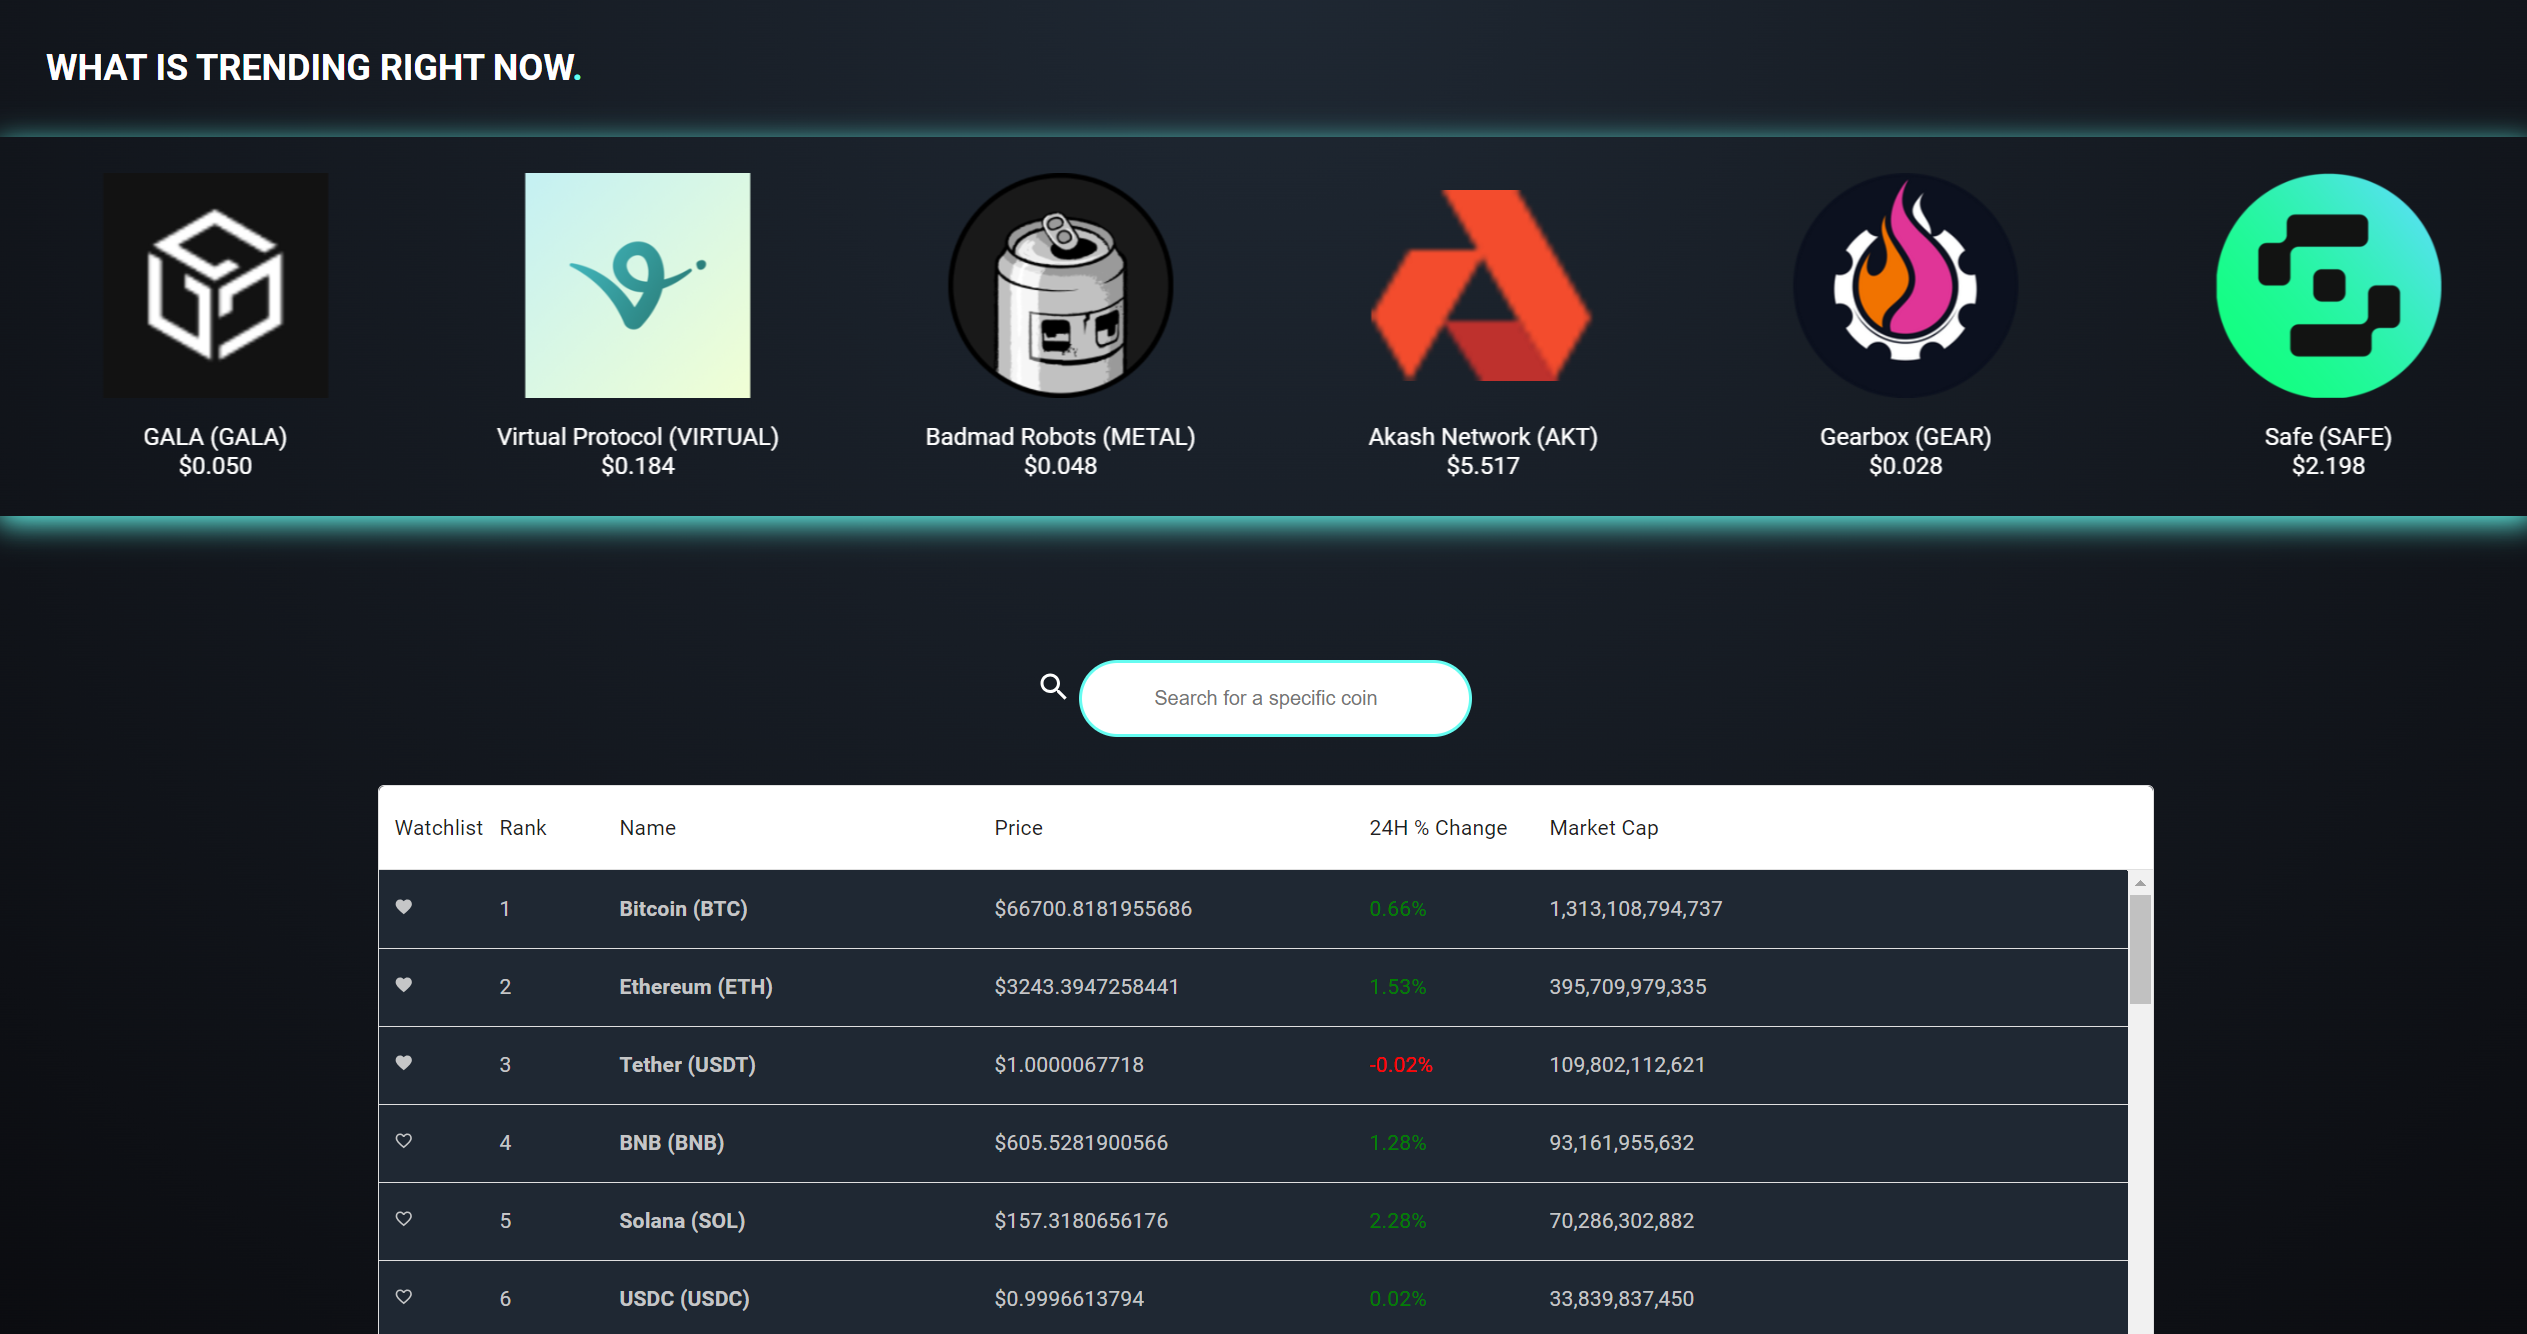 WHAT IS TRENDING RIGHT NOW.
GALA (GALA)
$0.050
Virtual Protocol (VIRTUAL)
$0.184
Badmad Robots (METAL)
$0.048
Akash Network (AKT)
$5.517
Gearbox (GEAR)
$0.028
Safe (SAFE)
$2.198
Search for a specific coin
Watchlist Rank Name Price 24H % Change Market Cap
1 Bitcoin (BTC) $66700.8181955686 0.66% 1,313,108,794,737
2 Ethereum (ETH) $3243.3947258441 1.53% 395,709,979,335
3 Tether (USDT) $1.0000067718 -0.02% 109,802,112,621
4 BNB (BNB) $605.5281900566 1.28% 93,161,955,632
5 Solana (SOL) $157.3180656176 2.28% 70,286,302,882
6 USDC (USDC) $0.9996613794 0.02% 33,839,837,450